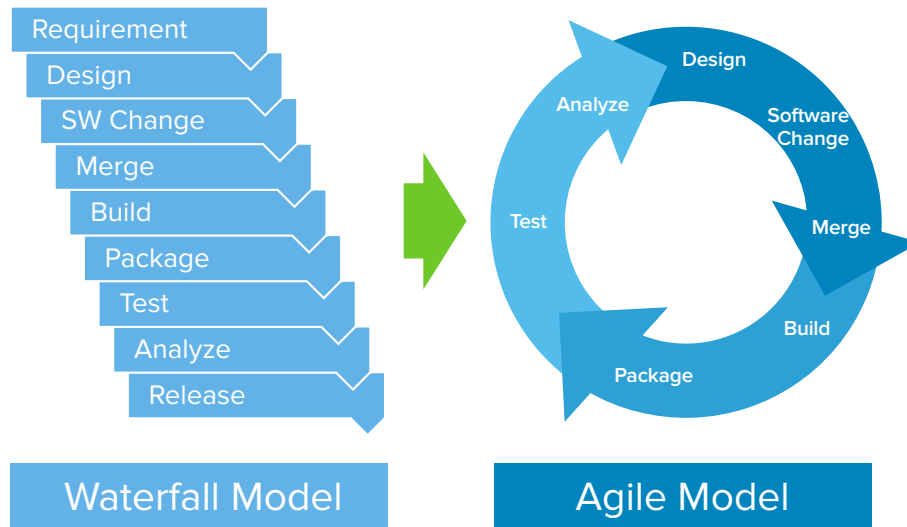 Requirement
Design
SW Change
Merge
Build
Package
Test
Analyze
Release
Waterfall Model
Design
Software
Change
Merge
Build
Package
Test
Analyze
Agile Model